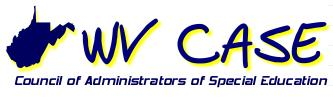 WV CASE
Council of Administrators of Special Education